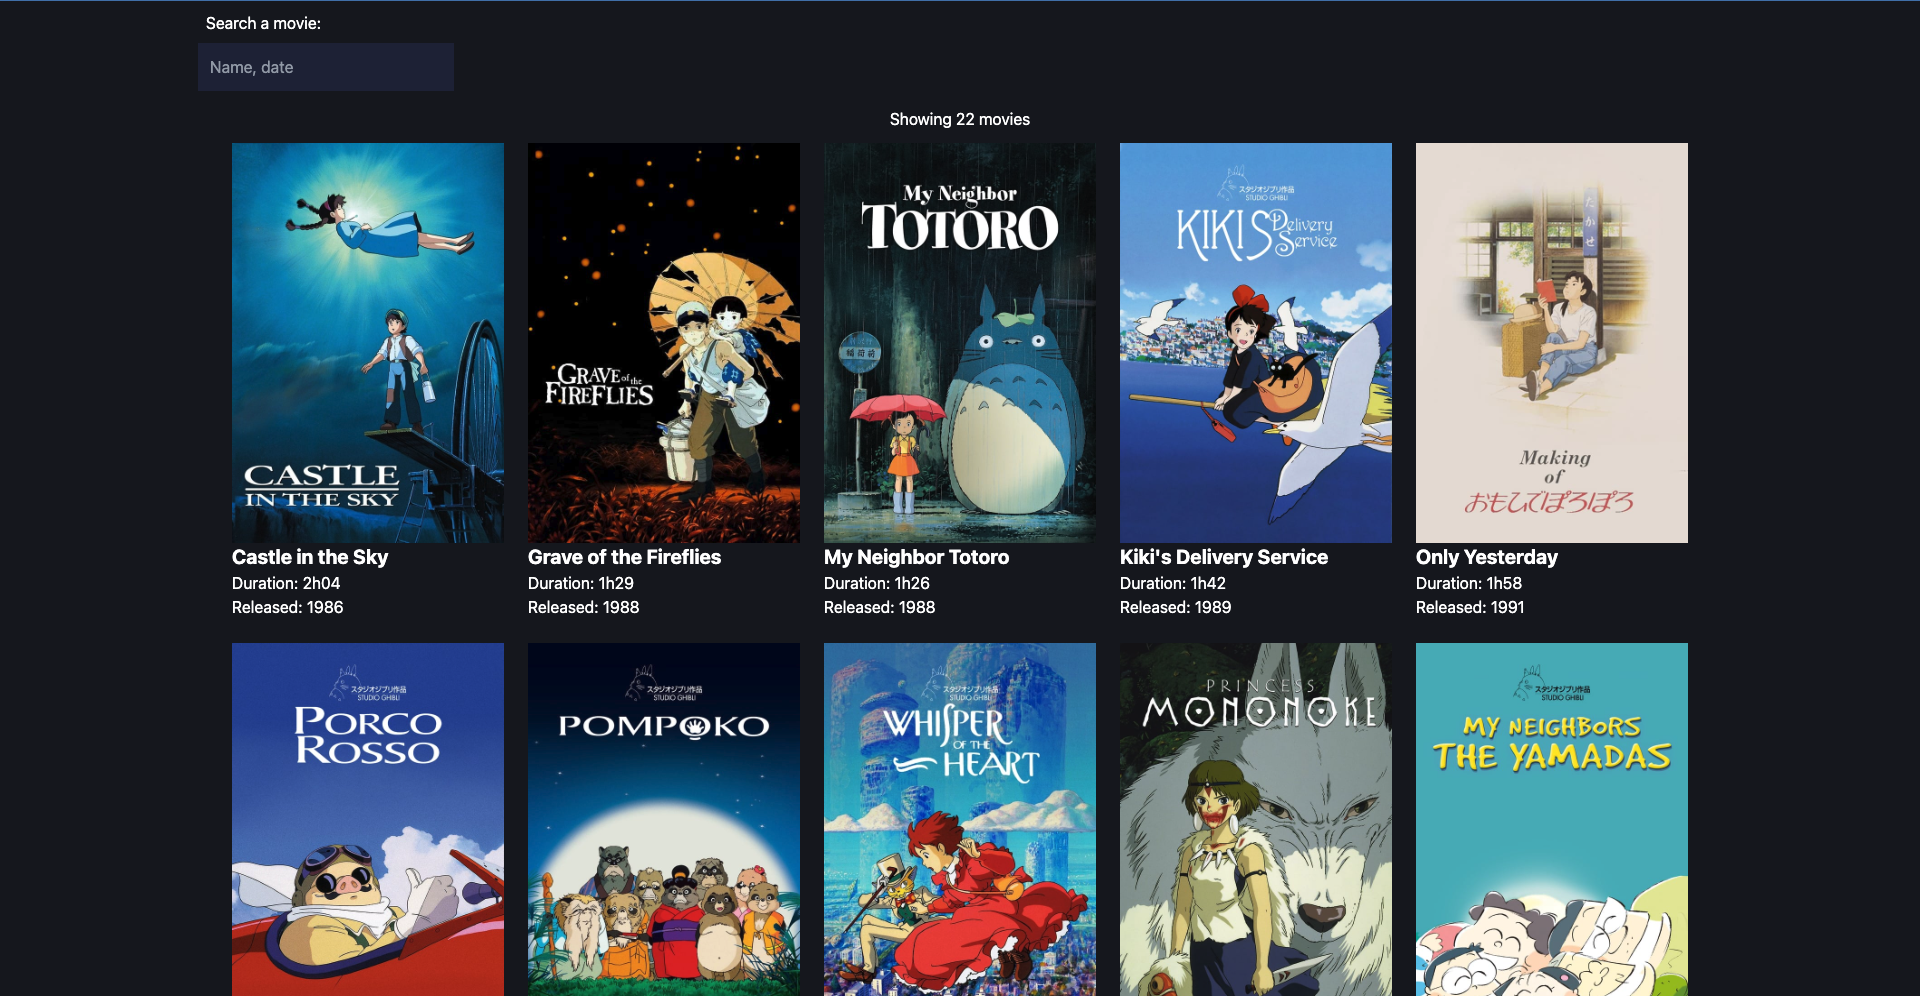 Search a movie:
Name, date
Showing 22 movies
CASTLE
IN THE SKY
GRAVE of the
FIREFLIES
My Neighbor
TOTORO
稲荷前
スタジオジブリ作品
STUDIO GHIBLI
KIKI'S Delivery
Service
たかせ
Making
of
おもひでぽろぽろ
Castle in the Sky
Duration: 2h04
Released: 1986
Grave of the Fireflies
Duration: 1h29
Released: 1988
My Neighbor Totoro
Duration: 1h26
Released: 1988
Kiki's Delivery Service
Duration: 1h42
Released: 1989
Only Yesterday
Duration: 1h58
Released: 1991
スタジオジブリ作品
STUDIO GHIBLI
PORCO
ROSSO
スタジオジブリ作品
STUDIO GHIBLI
POMPOKO
スタジオジブリ作品
STUDIO GHIBLI
WHISPER
OF THE
HEART
PRINCESS
MONONOKE
スタジオジブリ作品
STUDIO GHIBLI
MY NEIGHBORS
THE YAMADAS